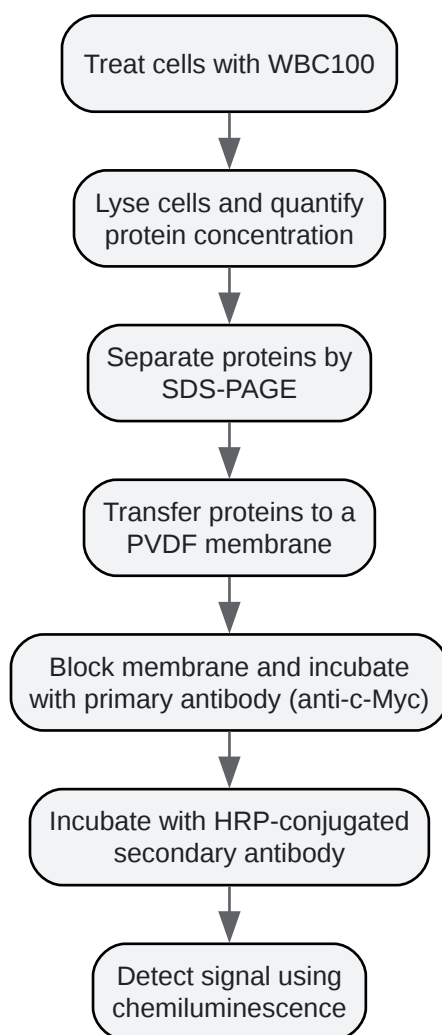 Treat cells with WBC100
Lyse cells and quantify
protein concentration
Separate proteins by
SDS-PAGE
Transfer proteins to a
PVDF membrane
Block membrane and incubate
with primary antibody (anti-c-Myc)
Incubate with HRP-conjugated
secondary antibody
Detect signal using
chemiluminescence